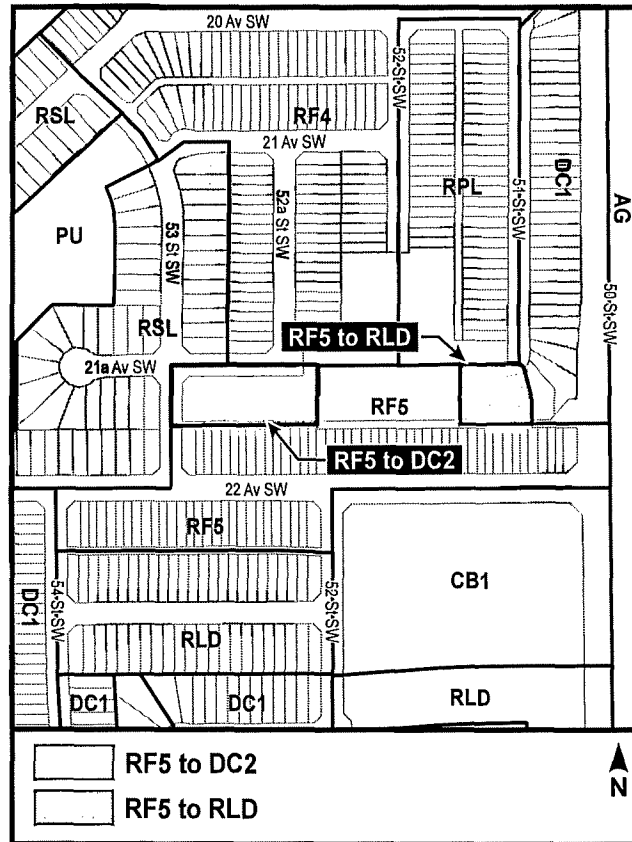 20 Av SW
52-St-SW
RSL
RF4
21 Av SW
DC1
RPL
51-St-SW
AG
PU
53 St SW
52a St SW
50-St-SW
RSL
RF5 to RLD
21a Av SW
RF5
RF5 to DC2
22 Av SW
RF5
DC1
54-St-SW
52-St-SW
CB1
RLD
DC1
DC1
RLD
RF5 to DC2
RF5 to RLD
N